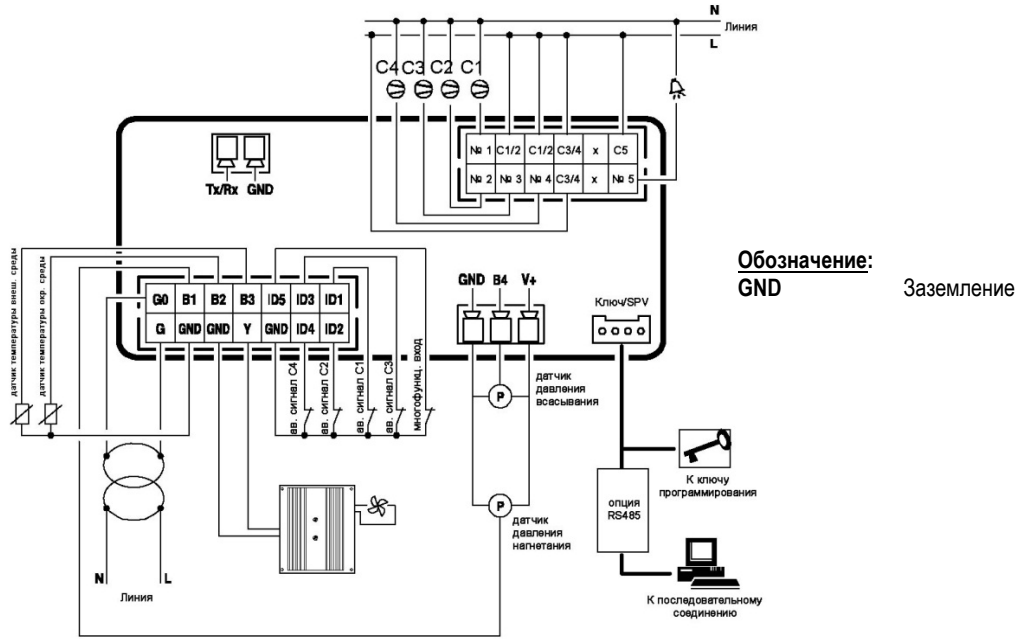 N
Линия
L
C4 C3 C2 C1
№ 1 C1/2 C1/2 C3/4 x C5
№ 2 № 3 № 4 C3/4 x № 5
Tx/Rx GND
датчик температуры внеш. среды
датчик температуры окр. среды
G0 B1 B2 B3 ID5 ID3 ID1
G GND GND Y GND ID4 ID2
GND B4 V+
Ключ/SPV
Обозначение:
GND Заземление
ав. сигнал C4
ав. сигнал C2
ав. сигнал C1
ав. сигнал C3
многофункц. вход
P
датчик
давления
всасывания
К ключу
программирования
опция
RS485
P
датчик
давления
нагнетания
N L
Линия
К последовательному
соединению